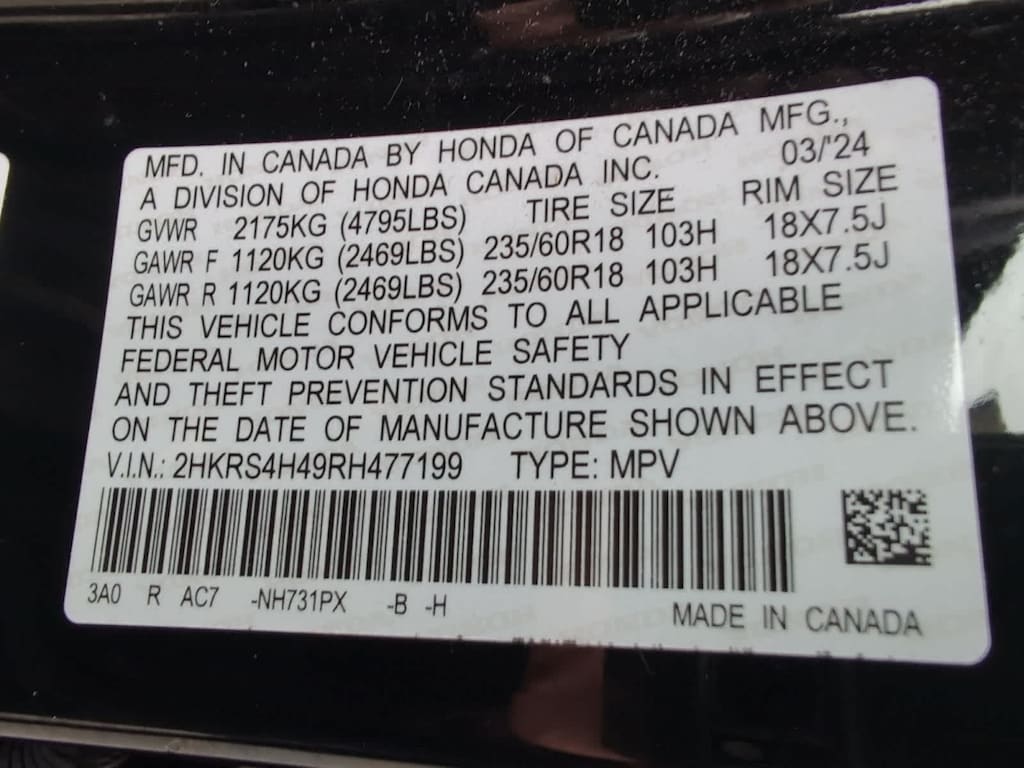 MFD. IN CANADA BY HONDA OF CANADA MFG.,
A DIVISION OF HONDA CANADA INC. 03/'24
GVWR 2175KG (4795LBS) TIRE SIZE RIM SIZE
GAWR F 1120KG (2469LBS) 235/60R18 103H 18X7.5J
GAWR R 1120KG (2469LBS) 235/60R18 103H 18X7.5J
THIS VEHICLE CONFORMS TO ALL APPLICABLE
FEDERAL MOTOR VEHICLE SAFETY
AND THEFT PREVENTION STANDARDS IN EFFECT
ON THE DATE OF MANUFACTURE SHOWN ABOVE.
V.I.N.: 2HKRS4H49RH477199 TYPE: MPV
3A0 R AC7 -NH731PX -B -H
MADE IN CANADA